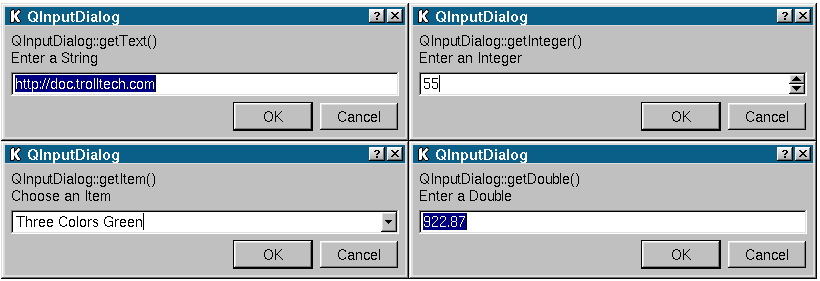 K QInputDialog ? X
QInputDialog::getText()
Enter a String
http://doc.trolltech.com
OK Cancel
K QInputDialog ? X
QInputDialog::getInteger()
Enter an Integer
55
OK Cancel
K QInputDialog ? X
QInputDialog::getItem()
Choose an Item
Three Colors Green
OK Cancel
K QInputDialog ? X
QInputDialog::getDouble()
Enter a Double
922.87
OK Cancel